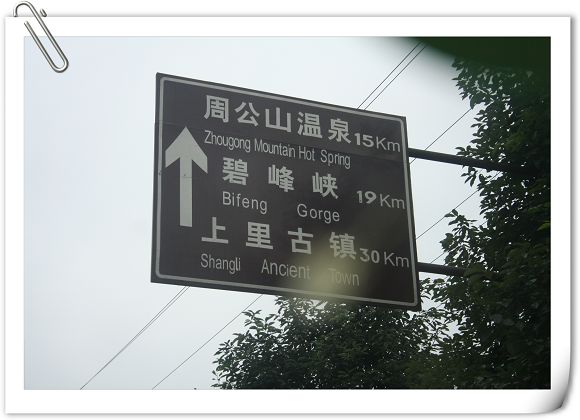 周公山温泉 15Km
Zhougong Mountain Hot Spring
碧峰峡 19Km
Bifeng Gorge
上里古镇 30Km
Shangli Ancient Town